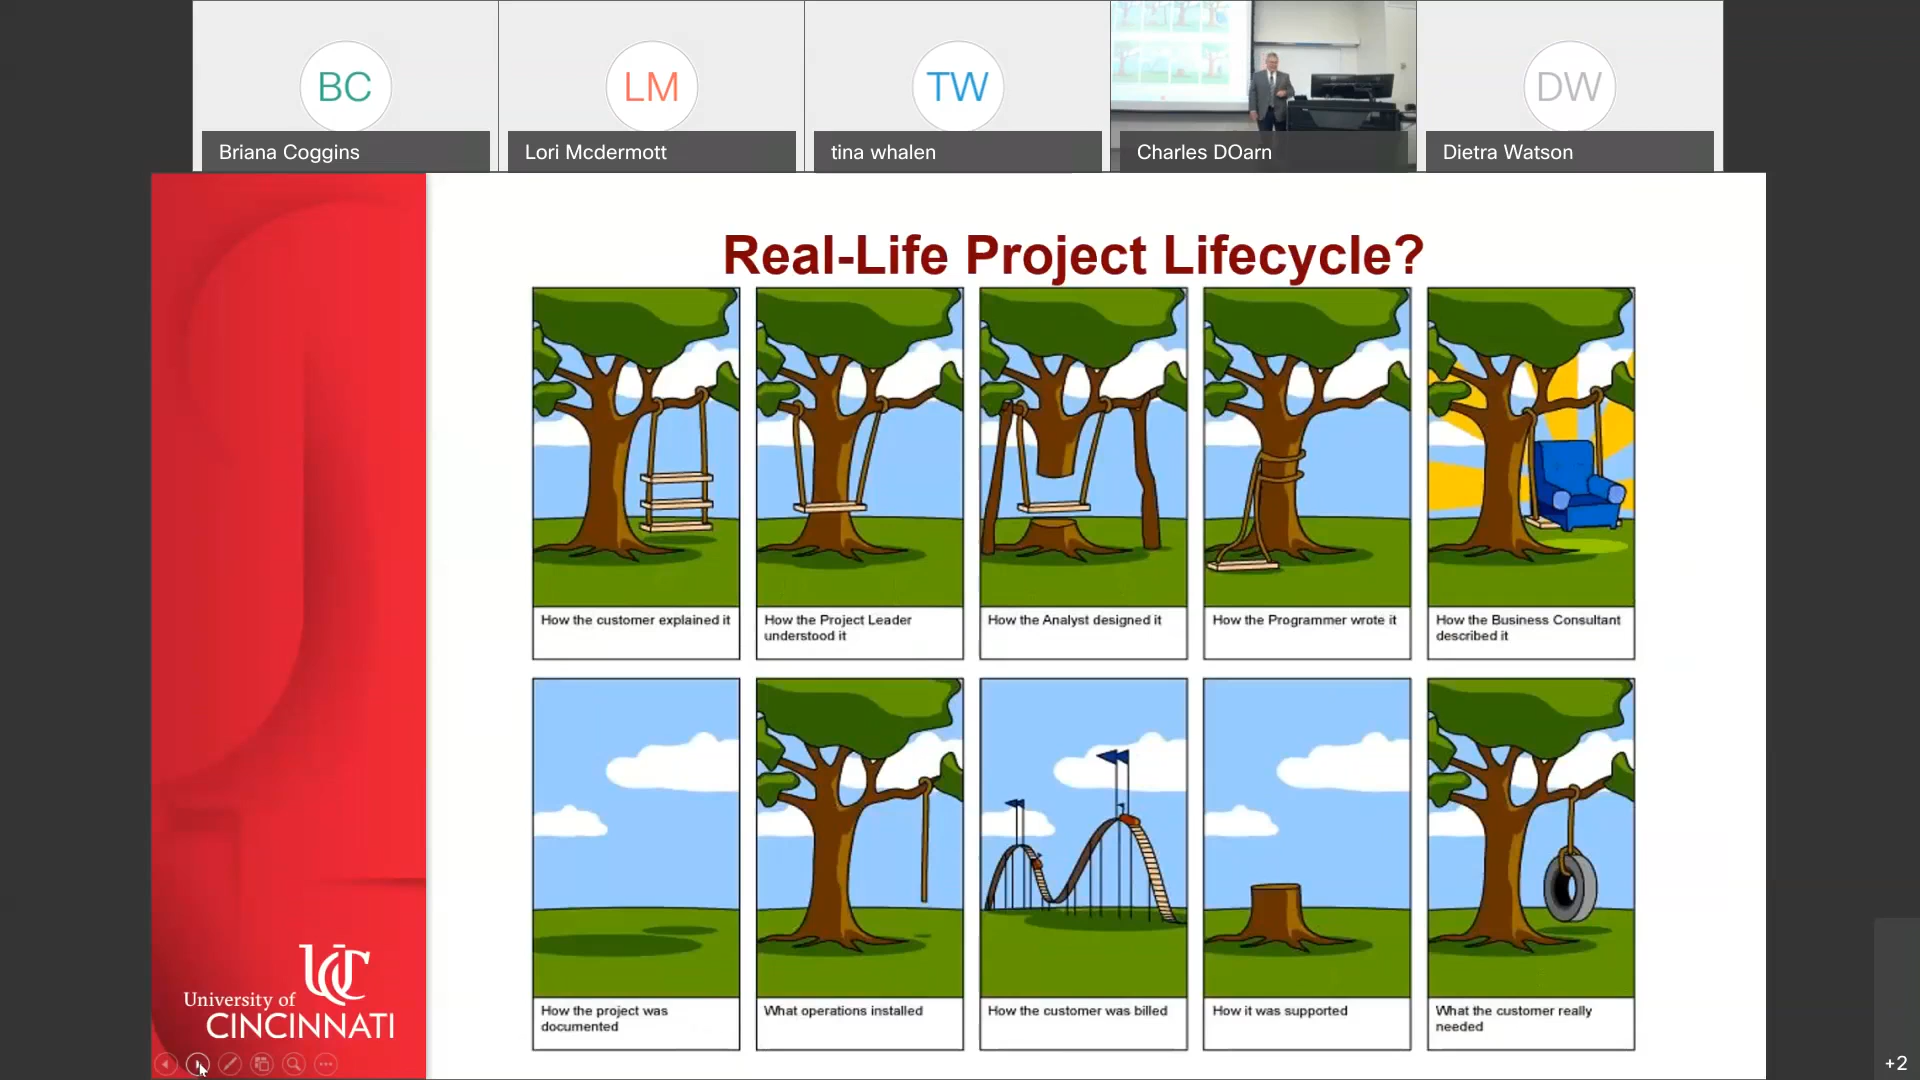 BC
LM
TW
DW
Briana Coggins
Lori Mcdermott
tina whalen
Charles DOarn
Dietra Watson
Real-Life Project Lifecycle?
How the customer explained it
How the Project Leader
understood it
How the Analyst designed it
How the Programmer wrote it
How the Business Consultant
described it
How the project was
documented
What operations installed
How the customer was billed
How it was supported
What the customer really
needed
UC
University of
CINCINNATI
+2